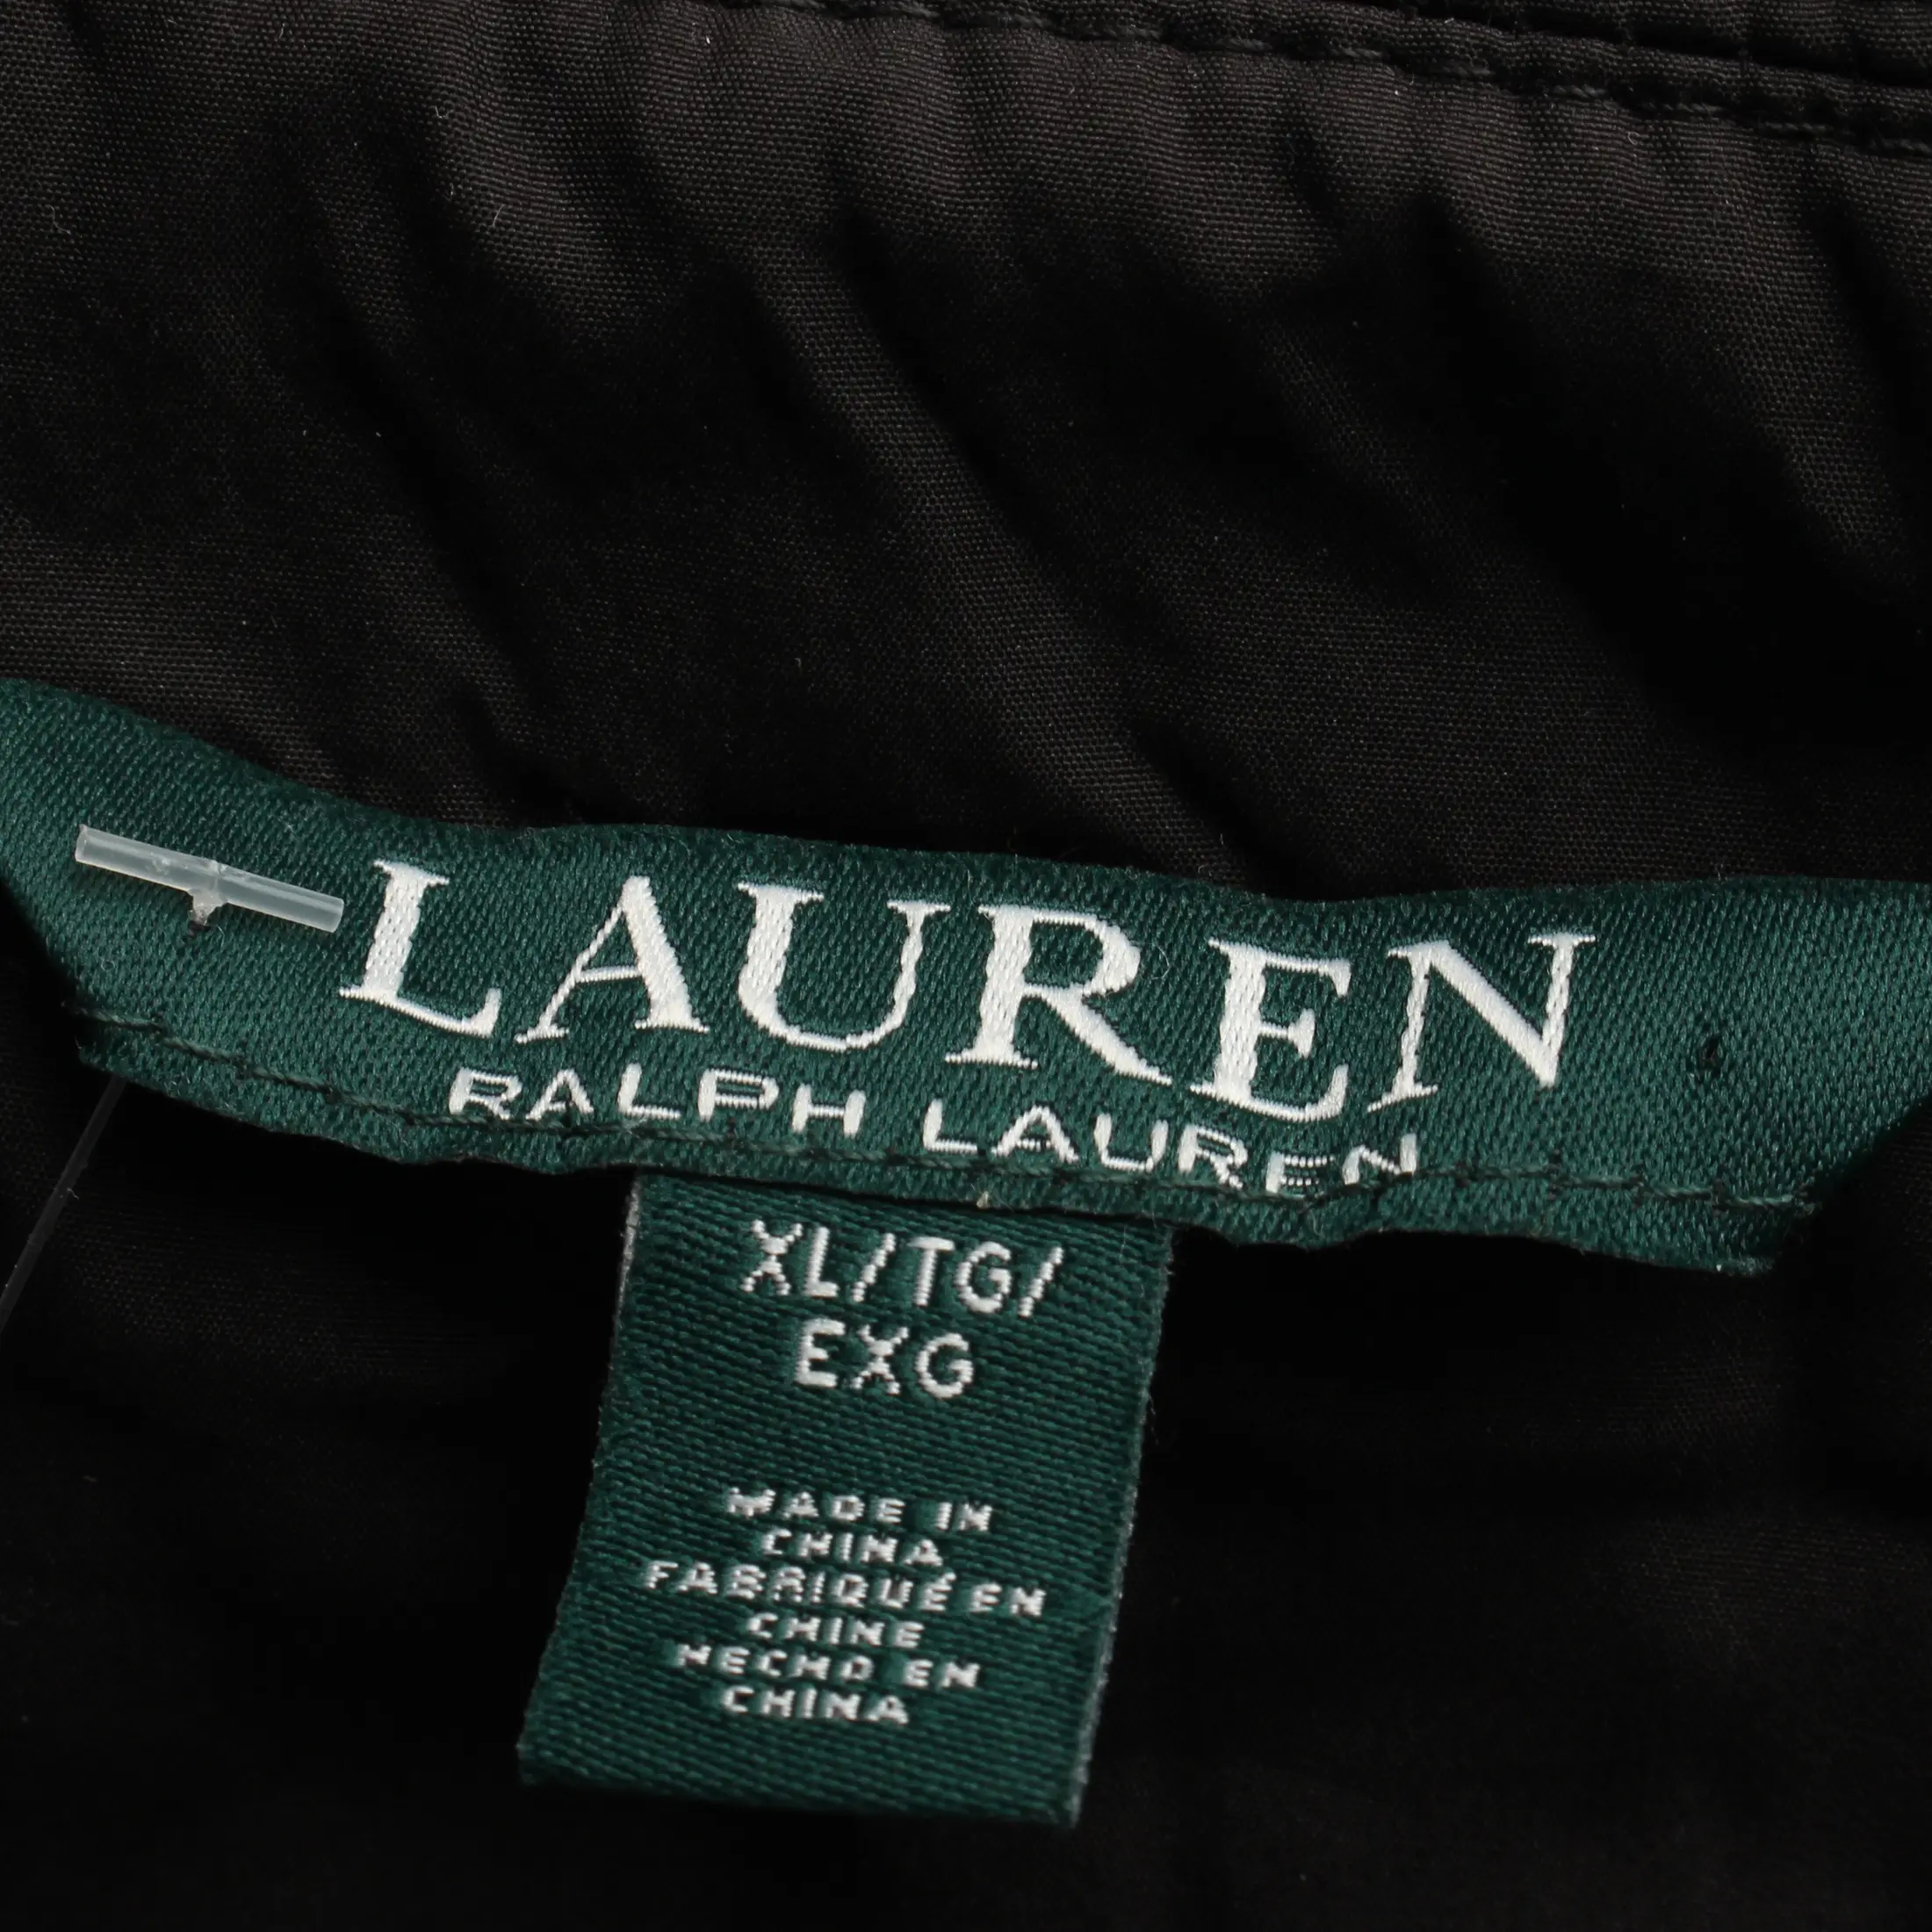 LAUREN
RALPH LAUREN
XL/TG/
EXG
MADE IN
CHINA
FABRIQUÉ EN
CHINE
HECHO EN
CHINA